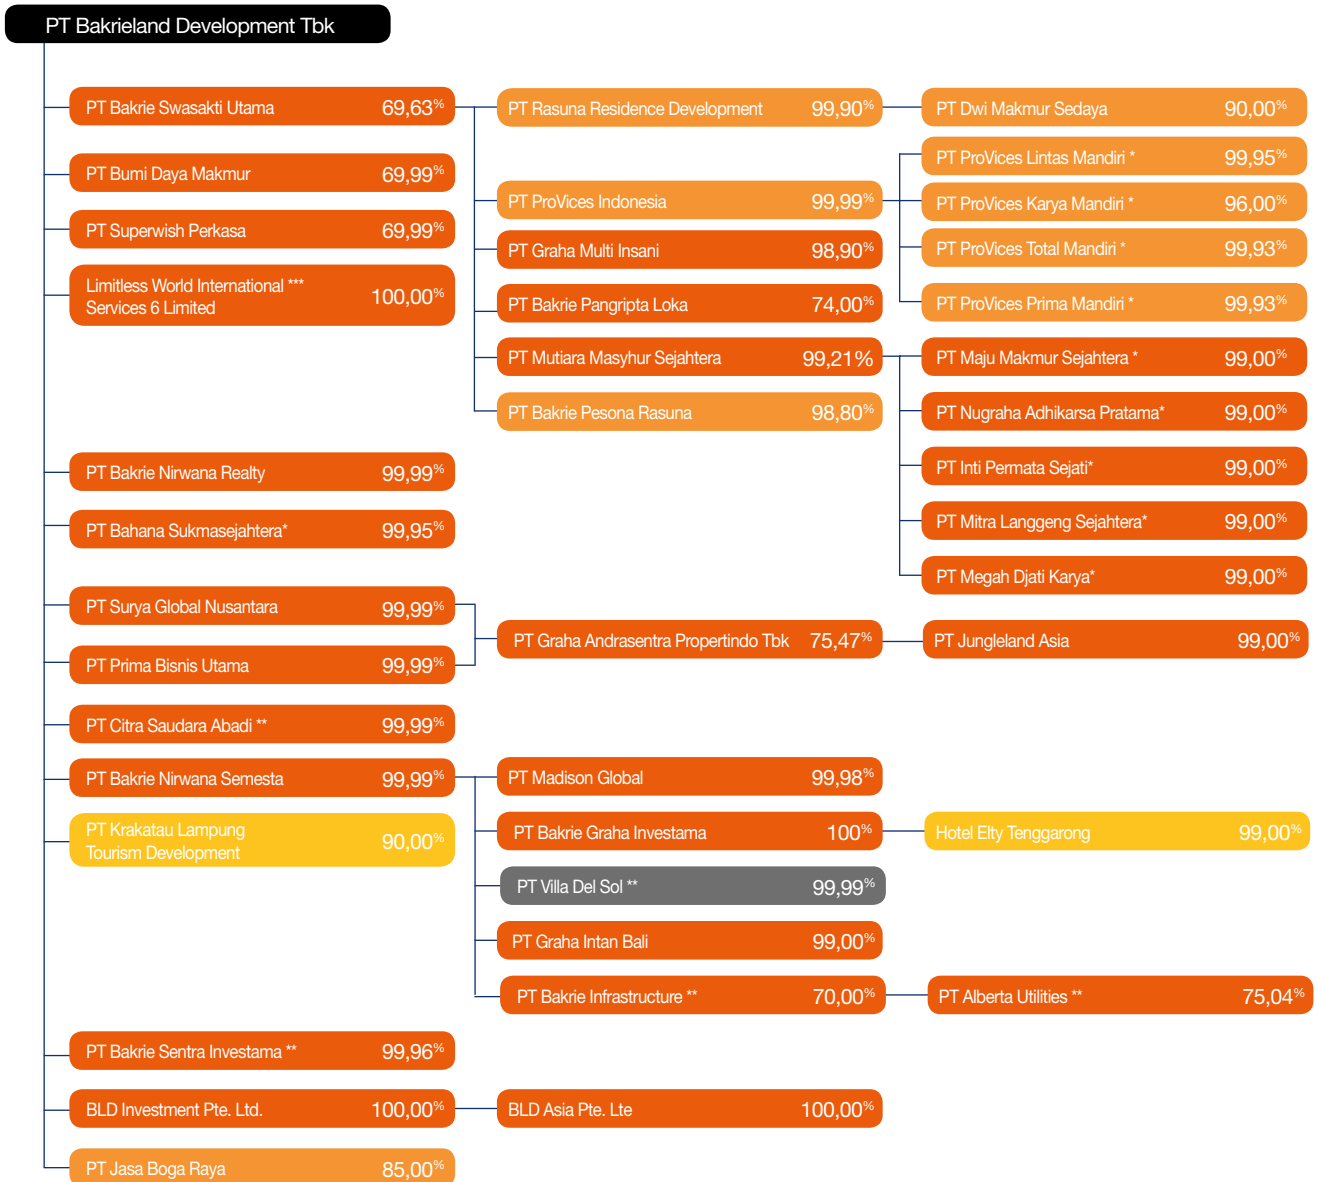 PT Bakrieland Development Tbk
PT Bakrie Swasakti Utama 69,63%
PT Rasuna Residence Development 99,90%
PT Dwi Makmur Sedaya 90,00%
PT ProVices Lintas Mandiri * 99,95%
PT Bumi Daya Makmur 69,99%
PT ProVices Indonesia 99,99%
PT ProVices Karya Mandiri * 96,00%
PT Superwish Perkasa 69,99%
PT Graha Multi Insani 98,90%
PT ProVices Total Mandiri * 99,93%
Limitless World International ***
Services 6 Limited 100,00%
PT Bakrie Pangripta Loka 74,00%
PT ProVices Prima Mandiri * 99,93%
PT Mutiara Masyhur Sejahtera 99,21%
PT Maju Makmur Sejahtera * 99,00%
PT Bakrie Pesona Rasuna 98,80%
PT Nugraha Adhikarsa Pratama* 99,00%
PT Bakrie Nirwana Realty 99,99%
PT Inti Permata Sejati* 99,00%
PT Bahana Sukmasejahtera* 99,95%
PT Mitra Langgeng Sejahtera* 99,00%
PT Megah Djati Karya* 99,00%
PT Surya Global Nusantara 99,99%
PT Graha Andrasentra Propertindo Tbk 75,47%
PT Jungleland Asia 99,00%
PT Prima Bisnis Utama 99,99%
PT Citra Saudara Abadi ** 99,99%
PT Bakrie Nirwana Semesta 99,99%
PT Madison Global 99,98%
PT Krakatau Lampung
Tourism Development 90,00%
PT Bakrie Graha Investama 100%
Hotel Elty Tenggarong 99,00%
PT Villa Del Sol ** 99,99%
PT Graha Intan Bali 99,00%
PT Bakrie Infrastructure ** 70,00%
PT Alberta Utilities ** 75,04%
PT Bakrie Sentra Investama ** 99,96%
BLD Investment Pte. Ltd. 100,00%
BLD Asia Pte. Lte 100,00%
PT Jasa Boga Raya 85,00%